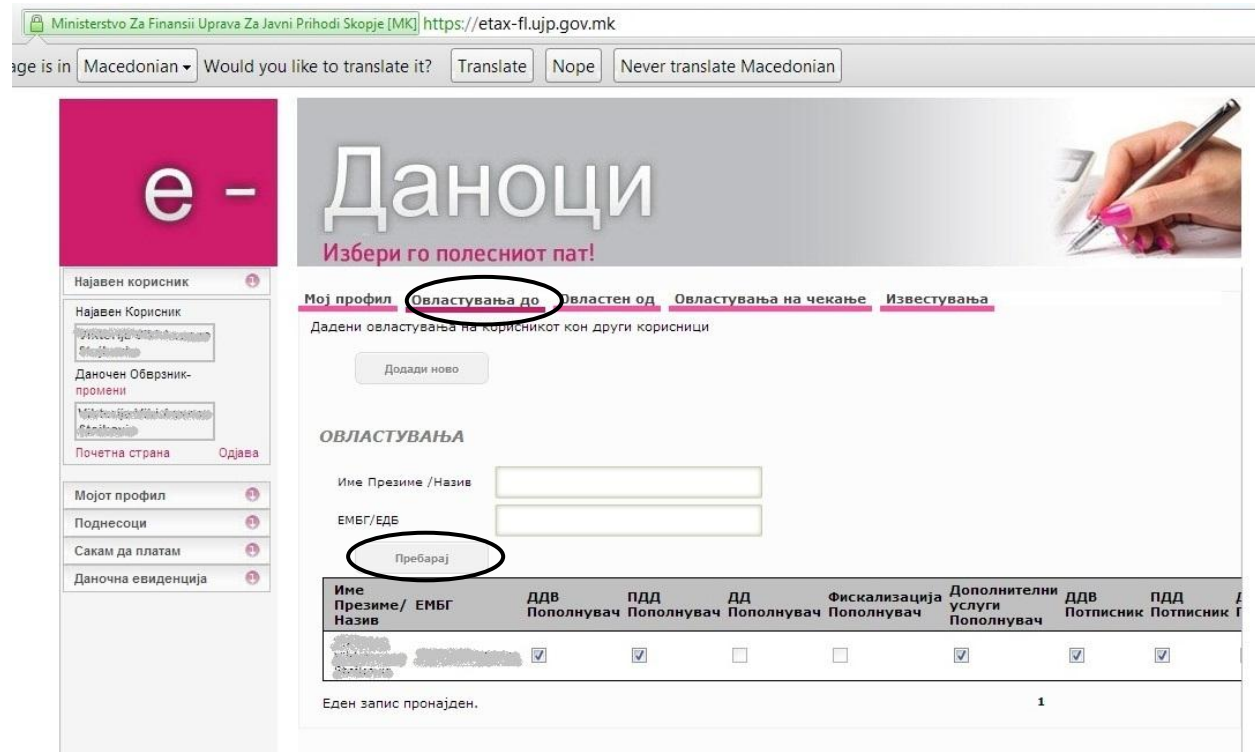 Ministerstvo Za Finansii Uprava Za Javni Prihodi Skopje [MK] https://etax-fl.ujp.gov.mk
age is in Macedonian Would you like to translate it? Translate Nope Never translate Macedonian
е - Даноци
Избери го полесниот пат!
Најавен корисник
Најавен Корисник
Даночен Обврзник-
промени
Почетна страна Одјава
Мојот профил
Поднесоци
Сакам да платам
Даночна евиденција
Мој профил Овластувања до Овластен од Овластувања на чекање Известувања
Дадени овластувања на корисникот кон други корисници
Додади ново
ОВЛАСТУВАЊА
Име Презиме /Назив
ЕМБГ/ЕДБ
Пребарај
Име Презиме/ Назив ЕМБГ ДДВ Пополнувач ПДД Пополнувач ДД Пополнувач Фискализација Пополнувач Дополнителни услуги Пополнувач ДДВ Потписник ПДД Потписник
Еден запис пронајден. 1